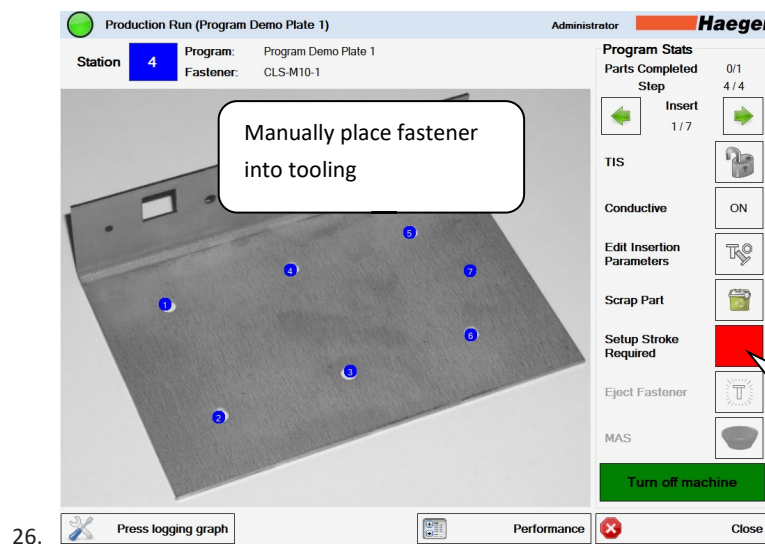 Production Run (Program Demo Plate 1)
Administrator
Haeger
Station
4
Program: Program Demo Plate 1
Fastener: CLS-M10-1
Manually place fastener
into tooling
1
2
3
4
5
6
7
Program Stats
Parts Completed 0/1
Step 4 / 4
Insert
1 / 7
TIS
Conductive ON
Edit Insertion
Parameters
Scrap Part
Setup Stroke
Required
Eject Fastener
MAS
Turn off machine
26.
Press logging graph
Performance
Close